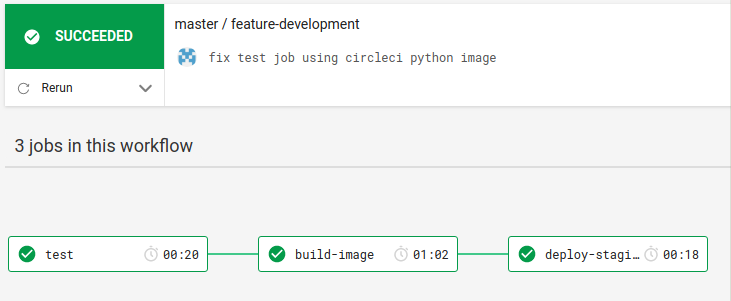 SUCCEEDED
master / feature-development
fix test job using circleci python image
Rerun
3 jobs in this workflow
test 00:20
build-image 01:02
deploy-stagi… 00:18